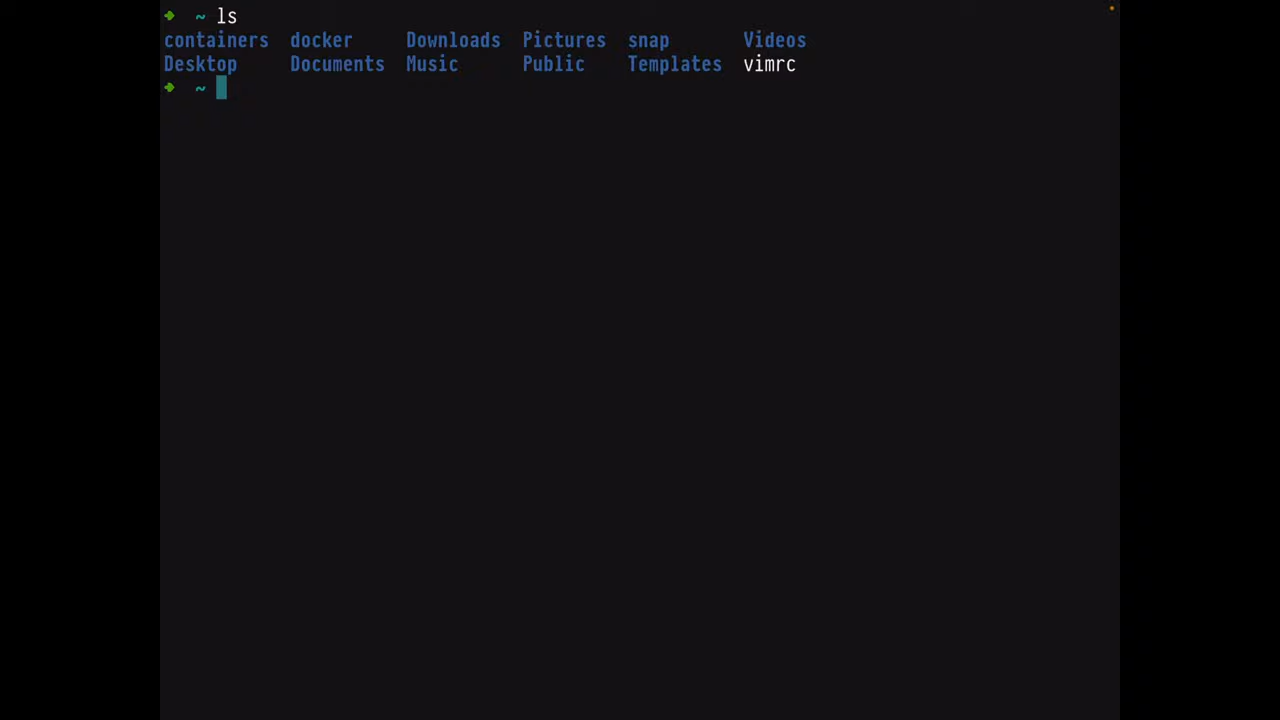 ➜ ~ ls
containers docker Downloads Pictures snap Videos
Desktop Documents Music Public Templates vimrc
➜ ~